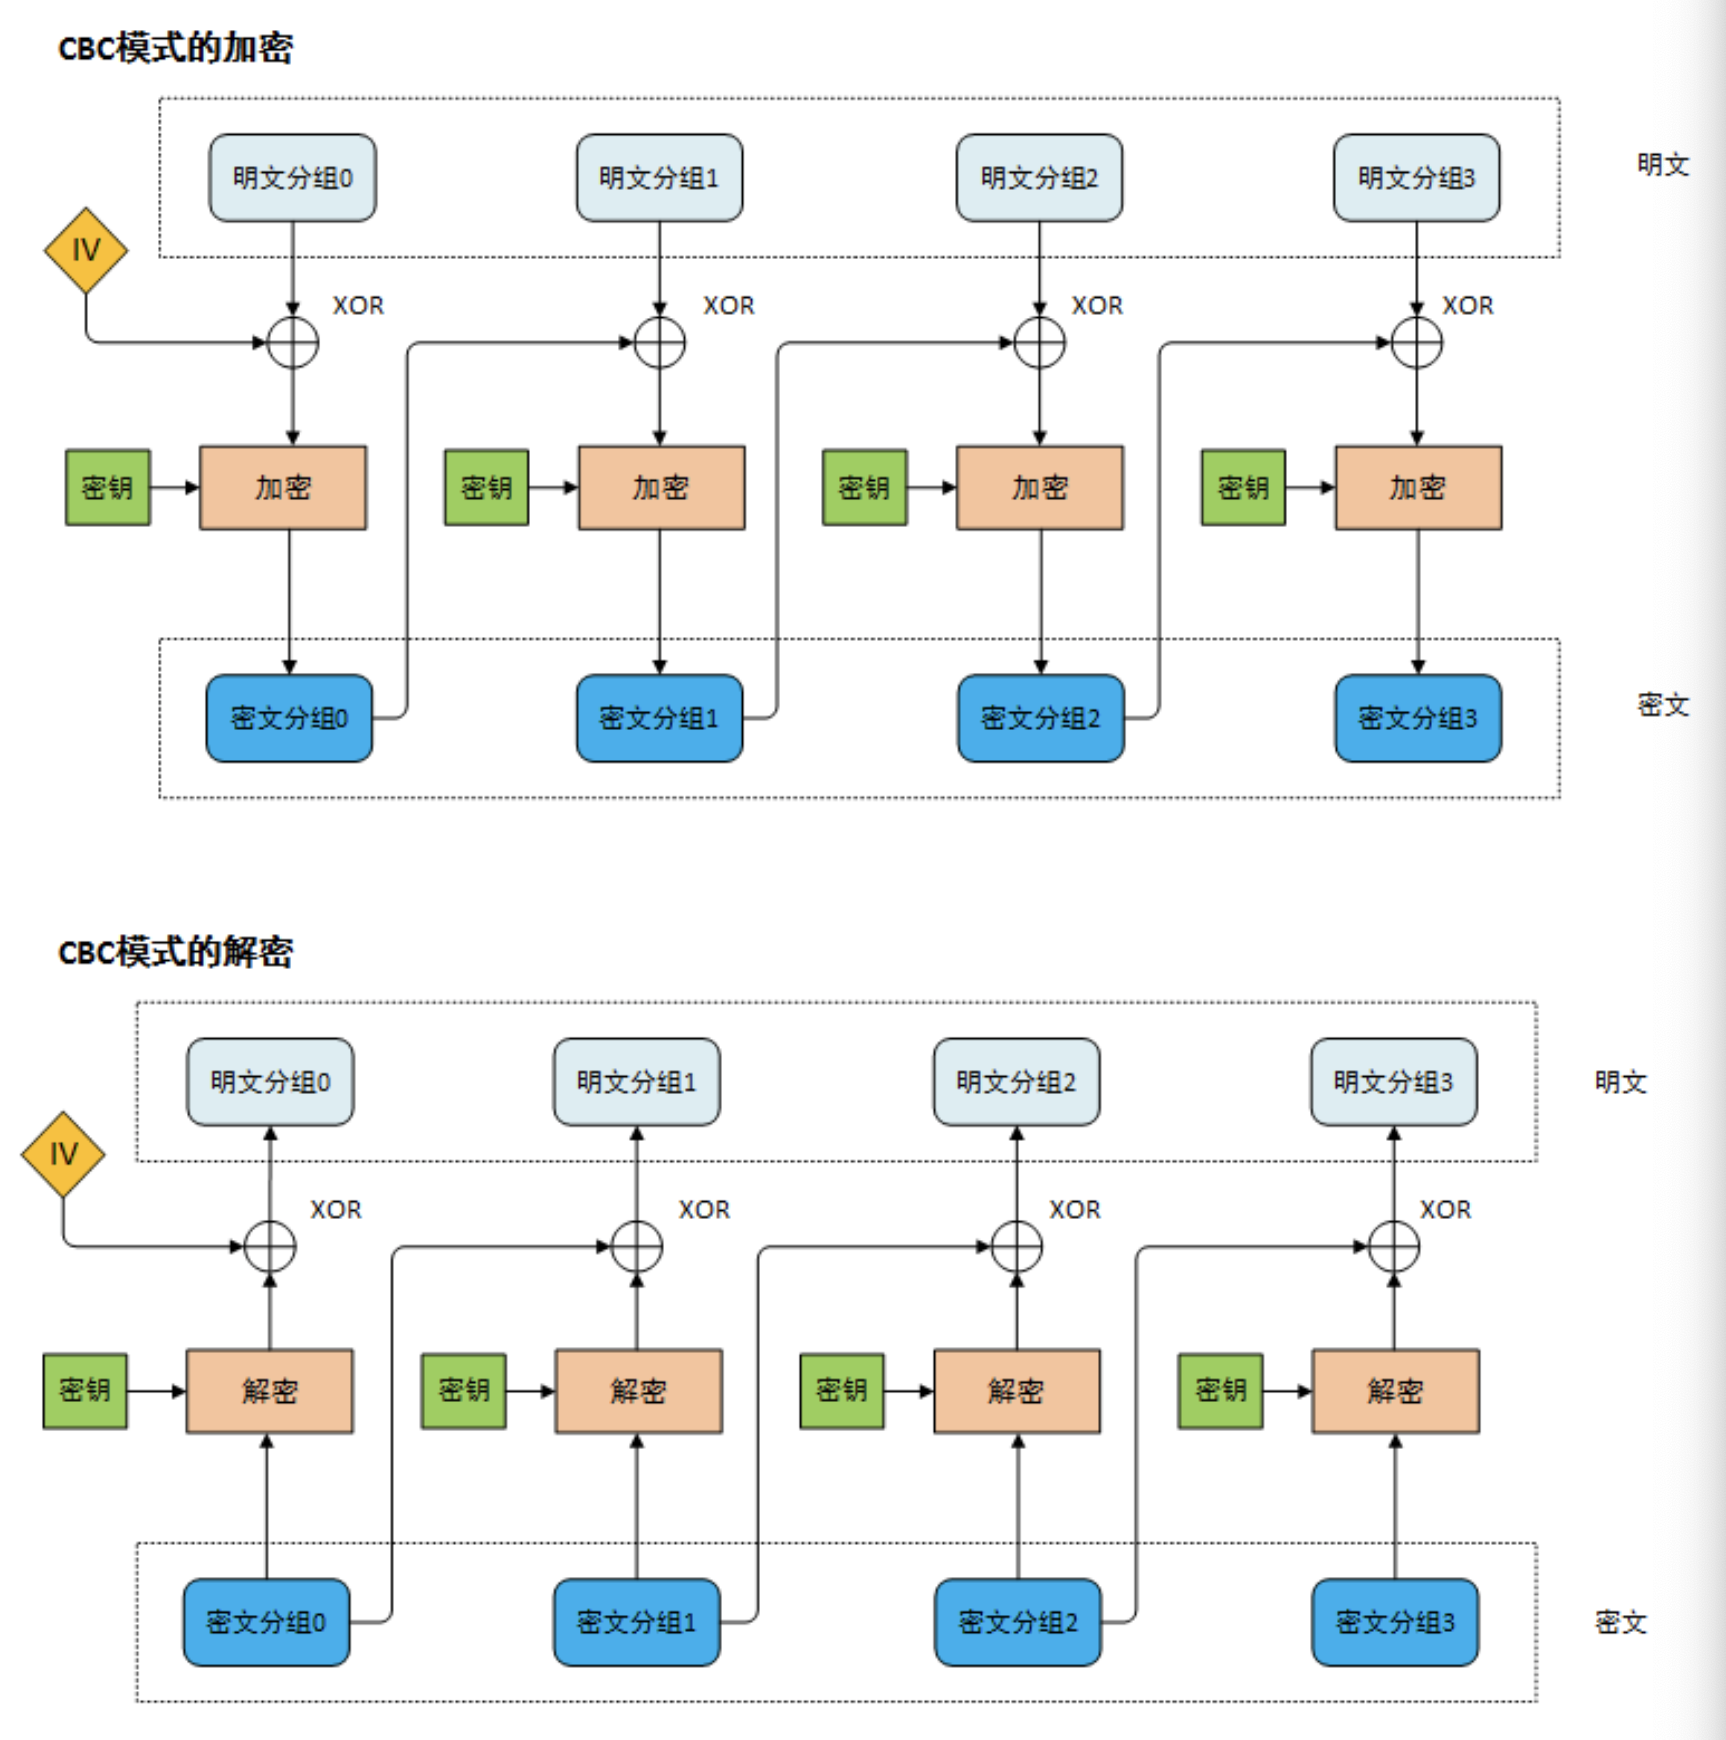 CBC模式的加密
明文分组0 明文分组1 明文分组2 明文分组3 明文
IV
XOR XOR XOR XOR
密钥 加密 密钥 加密 密钥 加密 密钥 加密
密文分组0 密文分组1 密文分组2 密文分组3 密文
CBC模式的解密
明文分组0 明文分组1 明文分组2 明文分组3 明文
IV
XOR XOR XOR XOR
密钥 解密 密钥 解密 密钥 解密 密钥 解密
密文分组0 密文分组1 密文分组2 密文分组3 密文